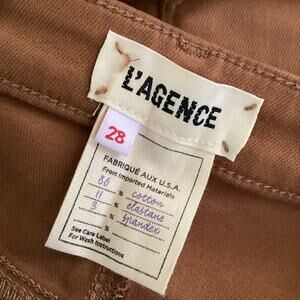 L'AGENCE
28
FABRIQUÉ AUX U.S.A.
From Imported Materials
86 % cotton
11 % elastane
3 % spandex
See Care Label
For Wash Instructions